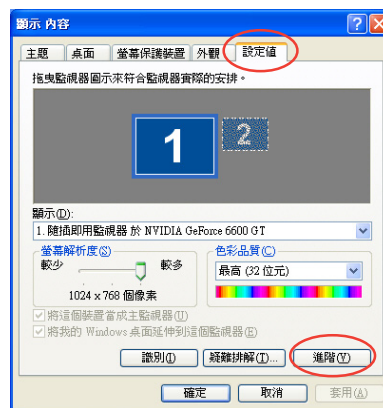 顯示 內容
主題 桌面 螢幕保護裝置 外觀 設定值
拖曳監視器圖示來符合監視器實際的安排。
1 2
顯示(D):
1. 隨插即用監視器 於 NVIDIA GeForce 6600 GT
螢幕解析度(S) 色彩品質(C)
較少 較多 最高 (32 位元)
1024 x 768 個像素
將這個裝置當成主監視器(U)
將我的 Windows 桌面延伸到這個監視器(E)
識別(I) 疑難排解(T)... 進階(V)
確定 取消 套用(A)